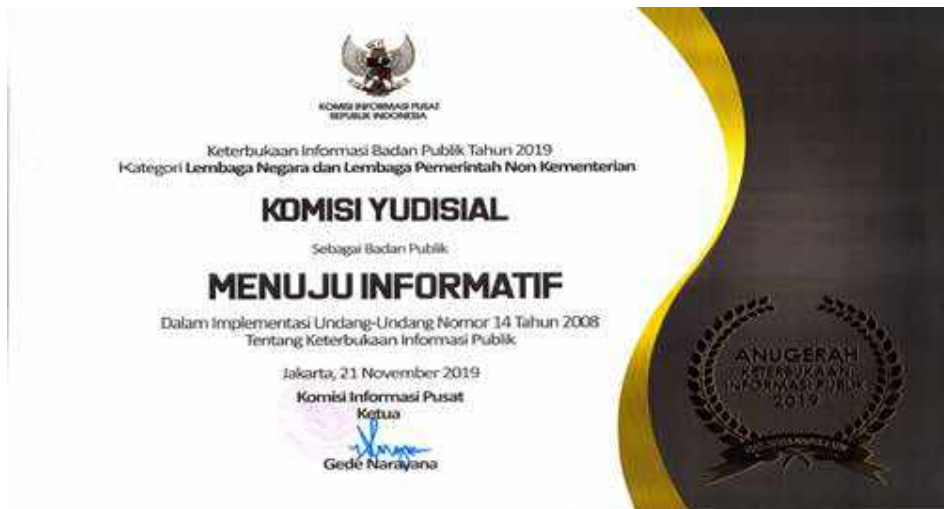 KOMISI INFORMASI PUSAT
REPUBLIK INDONESIA
Keterbukaan Informasi Badan Publik Tahun 2019
Kategori Lembaga Negara dan Lembaga Pemerintah Non Kementerian
KOMISI YUDISIAL
Sebagai Badan Publik
MENUJU INFORMATIF
Dalam Implementasi Undang-Undang Nomor 14 Tahun 2008
Tentang Keterbukaan Informasi Publik
Jakarta, 21 November 2019
Komisi Informasi Pusat
Ketua
Gede Narayana
ANUGERAH
KETERBUKAAN
INFORMASI PUBLIK
2019